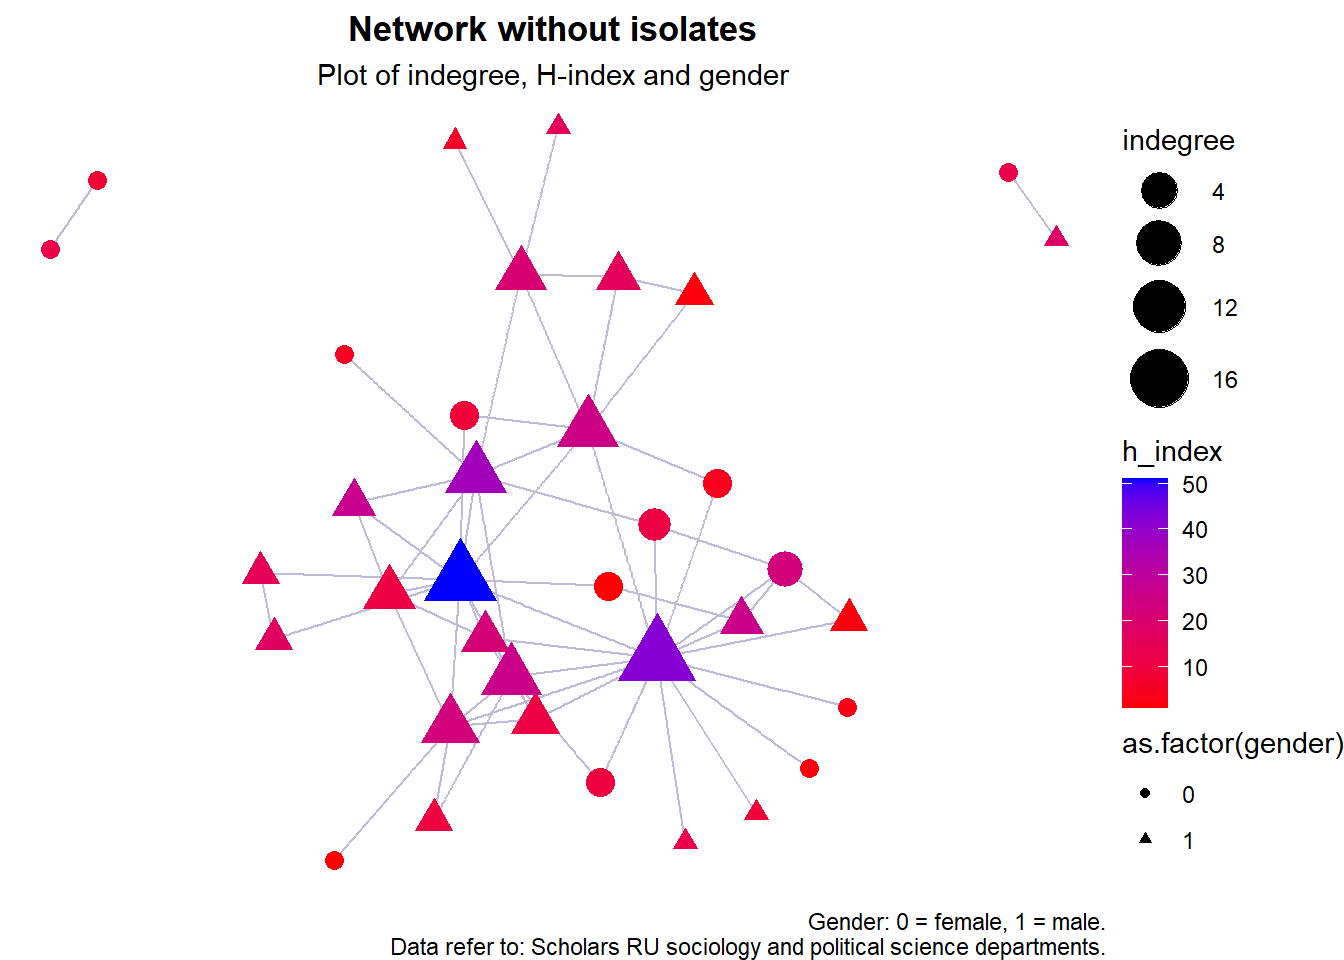 Network without isolates
Plot of indegree, H-index and gender
indegree
4
8
12
16
h_index
50
40
30
20
10
as.factor(gender)
0
1
Gender: 0 = female, 1 = male.
Data refer to: Scholars RU sociology and political science departments.